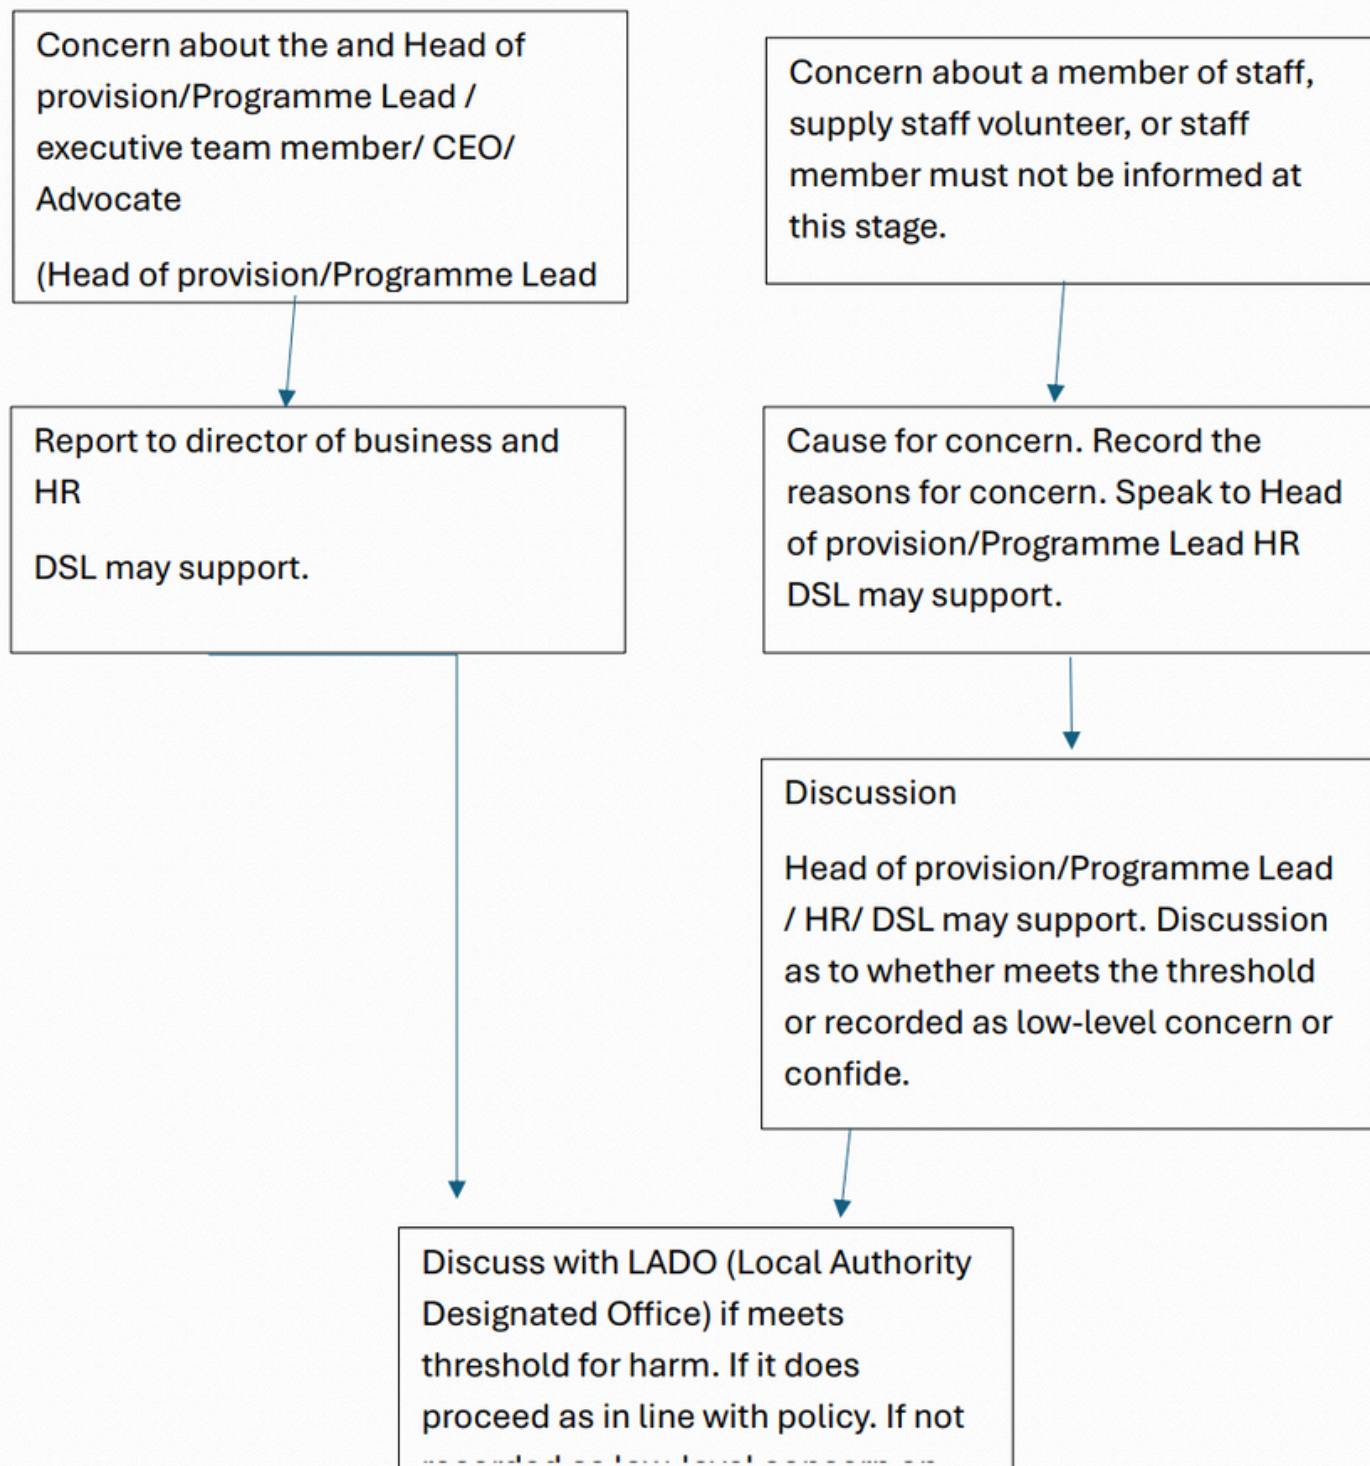 Concern about the and Head of
provision/Programme Lead /
executive team member/ CEO/
Advocate
(Head of provision/Programme Lead
Concern about a member of staff,
supply staff volunteer, or staff
member must not be informed at
this stage.
Report to director of business and
HR
DSL may support.
Cause for concern. Record the
reasons for concern. Speak to Head
of provision/Programme Lead HR
DSL may support.
Discussion
Head of provision/Programme Lead
/ HR/ DSL may support. Discussion
as to whether meets the threshold
or recorded as low-level concern or
confide.
Discuss with LADO (Local Authority
Designated Office) if meets
threshold for harm. If it does
proceed as in line with policy. If not